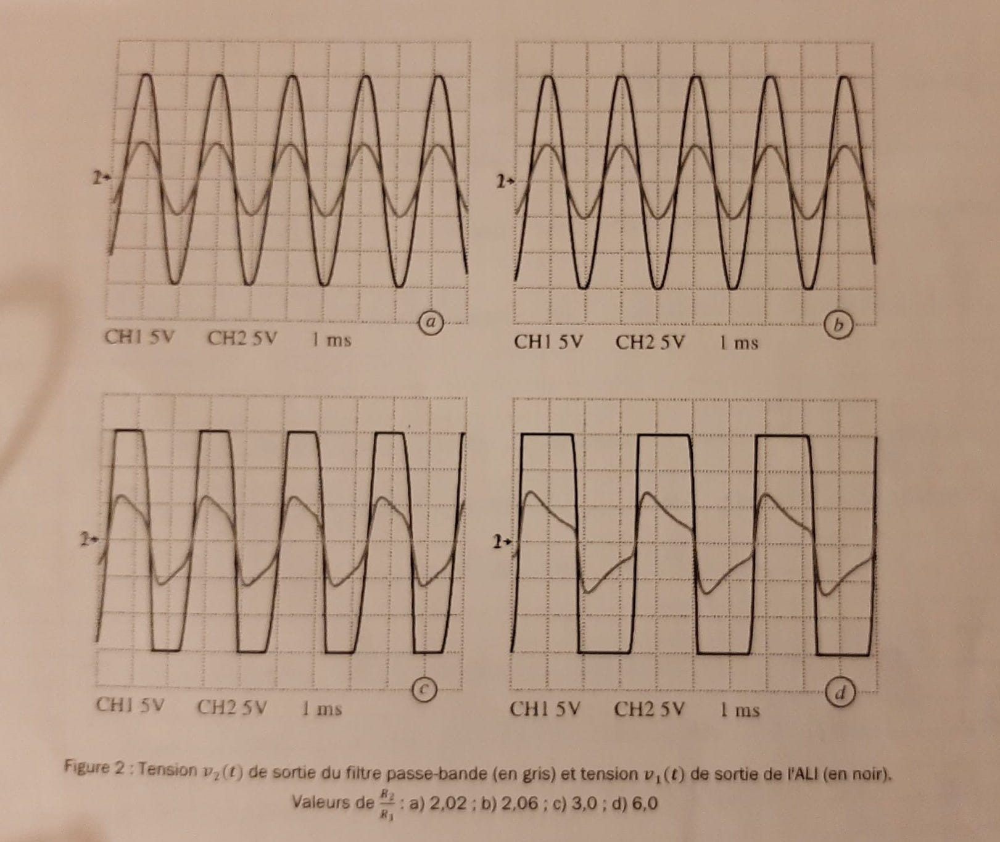 2→
a
CH1 5V CH2 5V 1 ms
2→
b
CH1 5V CH2 5V 1 ms
2→
c
CH1 5V CH2 5V 1 ms
2→
d
CH1 5V CH2 5V 1 ms
Figure 2 : Tension v₂(t) de sortie du filtre passe-bande (en gris) et tension v₁(t) de sortie de l'ALI (en noir).
Valeurs de R₂/R₁ : a) 2,02 ; b) 2,06 ; c) 3,0 ; d) 6,0